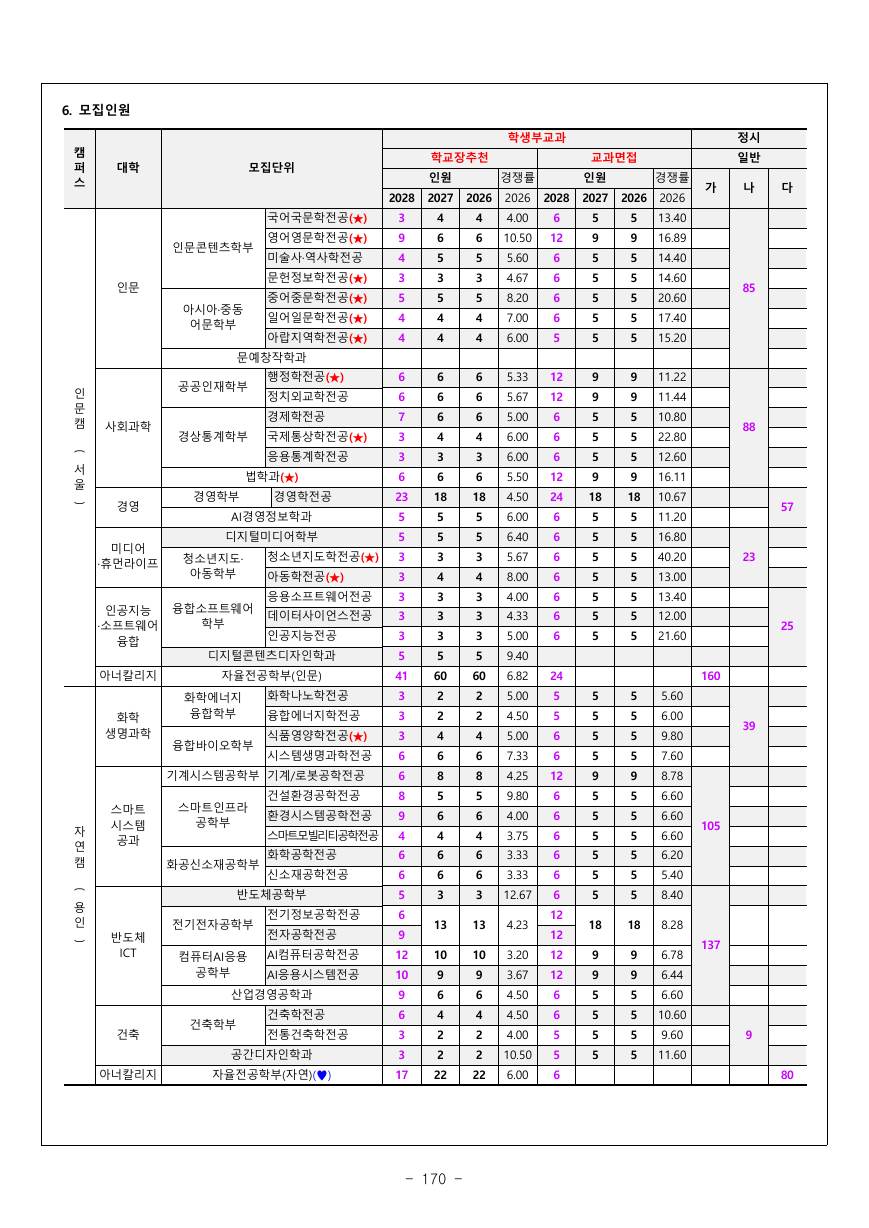 6. 모집인원
캠퍼스 대학 모집단위 학생부교과 정시
학교장추천 교과면접 일반
인원 경쟁률 인원 경쟁률 가 나 다
2028 2027 2026 2026 2028 2027 2026 2026
인문캠 (서울) 인문 인문콘텐츠학부 국어국문학전공(★) 3 4 4 4.00 6 5 5 13.40 85
영어영문학전공(★) 9 6 6 10.50 12 9 9 16.89
미술사·역사학전공 4 5 5 5.60 6 5 5 14.40
문헌정보학전공(★) 3 3 3 4.67 6 5 5 14.60
아시아·중동 어문학부 중어중문학전공(★) 5 5 5 8.20 6 5 5 20.60
일어일문학전공(★) 4 4 4 7.00 6 5 5 17.40
아랍지역학전공(★) 4 4 4 6.00 5 5 5 15.20
문예창작학과
사회과학 공공인재학부 행정학전공(★) 6 6 6 5.33 12 9 9 11.22 88
정치외교학전공 6 6 6 5.67 12 9 9 11.44
경상통계학부 경제학전공 7 6 6 5.00 6 5 5 10.80
국제통상학전공(★) 3 4 4 6.00 6 5 5 22.80
응용통계학전공 3 3 3 6.00 6 5 5 12.60
법학과(★) 6 6 6 5.50 12 9 9 16.11
경영 경영학부 경영학전공 23 18 18 4.50 24 18 18 10.67 57
AI경영정보학과 5 5 5 6.00 6 5 5 11.20
미디어·휴먼라이프 디지털미디어학부 5 5 5 6.40 6 5 5 16.80 23
청소년지도·아동학부 청소년지도학전공(★) 3 3 3 5.67 6 5 5 40.20
아동학전공(★) 3 4 4 8.00 6 5 5 13.00
인공지능·소프트웨어융합 융합소프트웨어학부 응용소프트웨어전공 3 3 3 4.00 6 5 5 13.40 25
데이터사이언스전공 3 3 3 4.33 6 5 5 12.00
인공지능전공 3 3 3 5.00 6 5 5 21.60
디지털콘텐츠디자인학과 5 5 5 9.40
아너칼리지 자율전공학부(인문) 41 60 60 6.82 24 160
자연캠 (용인) 화학생명과학 화학에너지융합학부 화학나노학전공 3 2 2 5.00 5 5 5 5.60 39
융합에너지학전공 3 2 2 4.50 5 5 5 6.00
융합바이오학부 식품영양학전공(★) 3 4 4 5.00 6 5 5 9.80
시스템생명과학전공 6 6 6 7.33 6 5 5 7.60
스마트시스템공과 기계시스템공학부 기계/로봇공학전공 6 8 8 4.25 12 9 9 8.78 105
스마트인프라공학부 건설환경공학전공 8 5 5 9.80 6 5 5 6.60
환경시스템공학전공 9 6 6 4.00 6 5 5 6.60
스마트모빌리티공학전공 4 4 4 3.75 6 5 5 6.60
화공신소재공학부 화학공학전공 6 6 6 3.33 6 5 5 6.20
신소재공학전공 6 6 6 3.33 6 5 5 5.40
반도체ICT 반도체공학부 5 3 3 12.67 6 5 5 8.40 137
전기전자공학부 전기정보공학전공 6 13 13 4.23 12 18 18 8.28
전자공학전공 9 12
컴퓨터AI응용공학부 AI컴퓨터공학전공 12 10 10 3.20 12 9 9 6.78
AI응용시스템전공 10 9 9 3.67 12 9 9 6.44
산업경영공학과 9 6 6 4.50 6 5 5 6.60
건축 건축학부 건축학전공 6 4 4 4.50 6 5 5 10.60 9
전통건축학전공 3 2 2 4.00 5 5 5 9.60
공간디자인학과 3 2 2 10.50 5 5 5 11.60
아너칼리지 자율전공학부(자연)(♥) 17 22 22 6.00 6 80
- 170 -